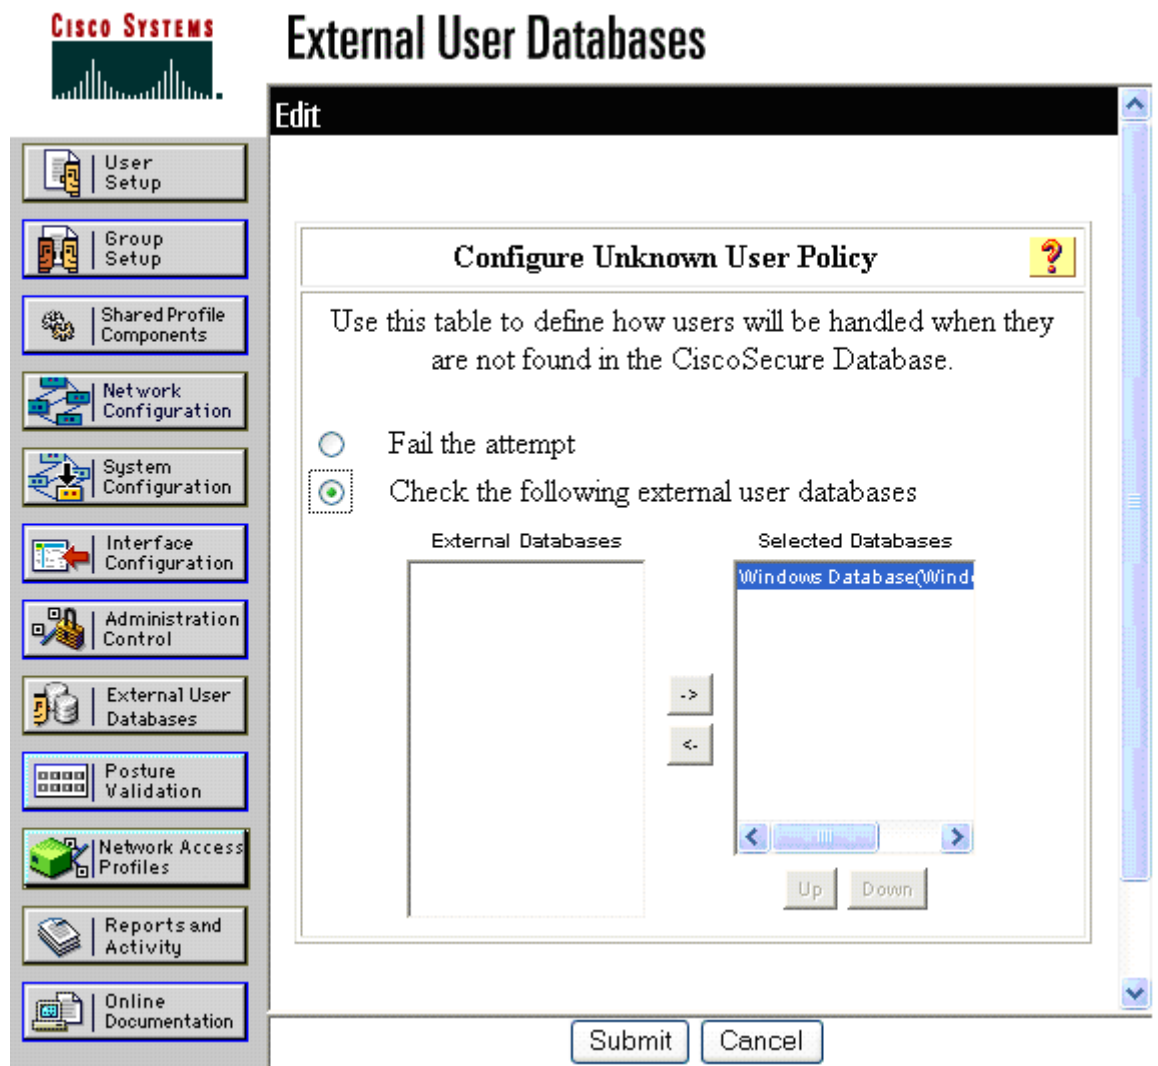 CISCO SYSTEMS
External User Databases
Edit
User
Setup
Group
Setup
Shared Profile
Components
Network
Configuration
System
Configuration
Interface
Configuration
Administration
Control
External User
Databases
Posture
Validation
Network Access
Profiles
Reports and
Activity
Online
Documentation
Configure Unknown User Policy
?
Use this table to define how users will be handled when they
are not found in the CiscoSecure Database.
Fail the attempt
Check the following external user databases
External Databases
Selected Databases
Windows Database(Wind
->
<-
Up
Down
Submit
Cancel